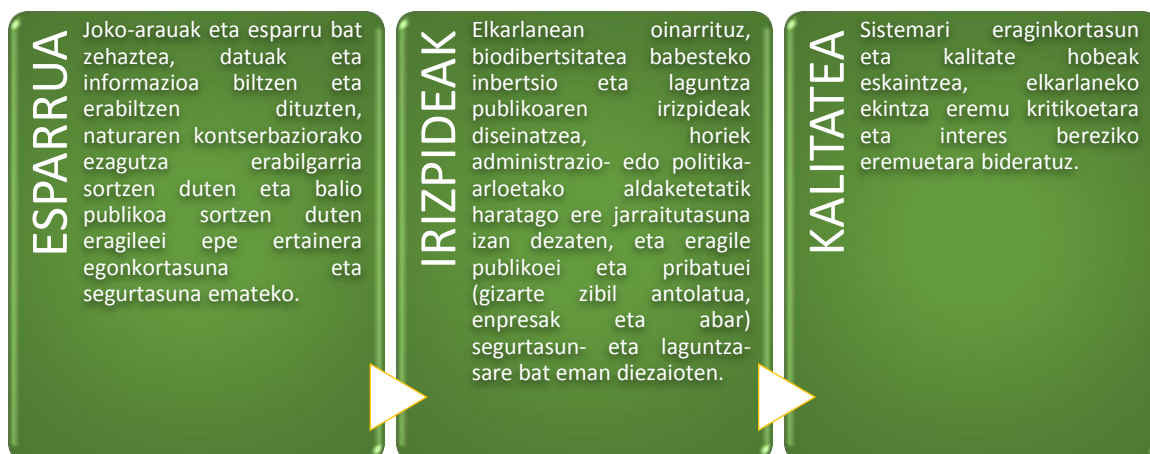 ESPARRUA
Joko-arauak eta esparru bat
zehaztea, datuak eta
informazioa biltzen eta
erabiltzen dituzten,
naturaren kontserbaziorako
ezagutza erabilgarria
sortzen duten eta balio
publikoa sortzen duten
eragileei epe ertainera
egonkortasuna eta
segurtasuna emateko.
IRIZPIDEAK
Elkarlanean oinarrituz,
biodibertsitatea babesteko
inbertsio eta laguntza
publikoaren irizpideak
diseinatzea, horiek
administrazio- edo politika-
arloetako aldaketetatik
haratago ere jarraitutasuna
izan dezaten, eta eragile
publikoei eta pribatuei
(gizarte zibil antolatua,
enpresak eta abar)
segurtasun- eta laguntza-
sare bat eman diezaioten.
KALITATEA
Sistemari eraginkortasun
eta kalitate hobeak
eskaintzea, elkarlaneko
ekintza eremu kritikoetara
eta interes bereziko
eremuetara bideratuz.